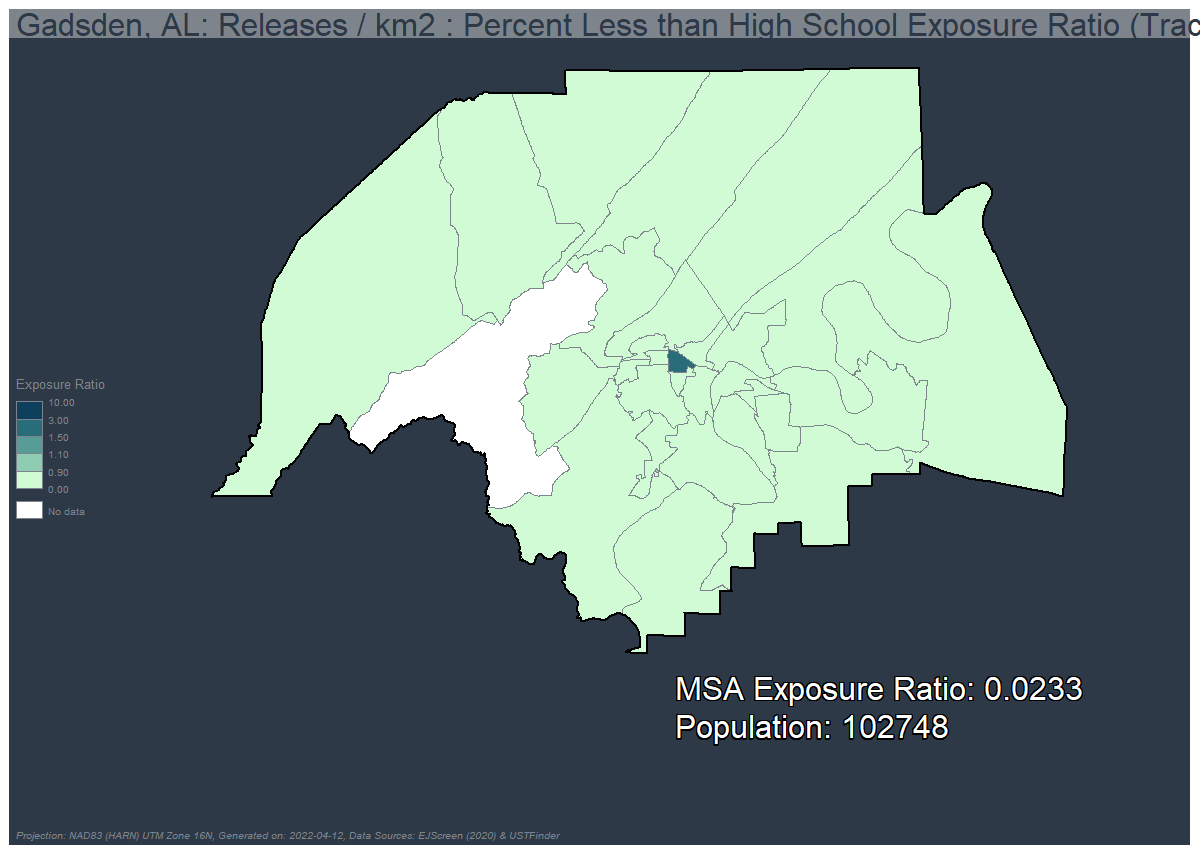 Gadsden, AL: Releases / km2 : Percent Less than High School Exposure Ratio (Trac
Exposure Ratio
10.00
3.00
1.50
1.10
0.90
0.00
No data
MSA Exposure Ratio: 0.0233
Population: 102748
Projection: NAD83 (HARN) UTM Zone 16N, Generated on: 2022-04-12, Data Sources: EJScreen (2020) & USTFinder